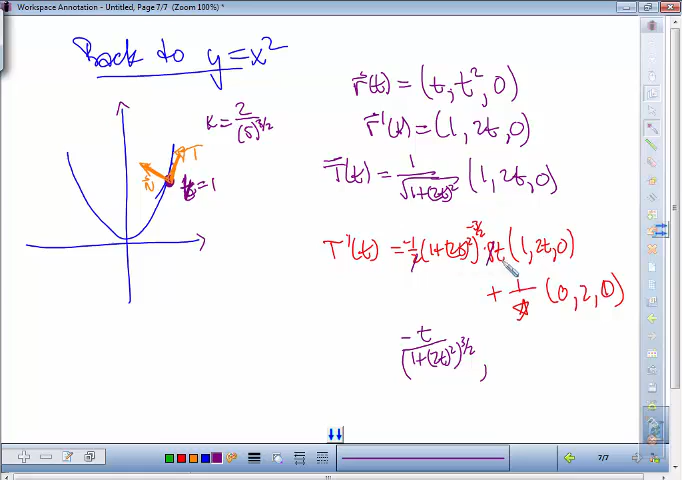 Workspace Annotation - Untitled, Page 7/7 (Screen Zoom 75%) *
Back to y = x²
r⃗(t) = (t, t², 0)
K = 2/(5)^3/2
r⃗'(t) = (1, 2t, 0)
T
N⃗
t = 1
T⃗(t) = 1/√(1+(2t)²) (1, 2t, 0)
T'(t) = -1/2 (1+(2t)²)^-3/2 · 8t (1, 2t, 0)
+ 1/√ (0, 2, 0)
-t/(1+(2t)²)^3/2 ,
7/7